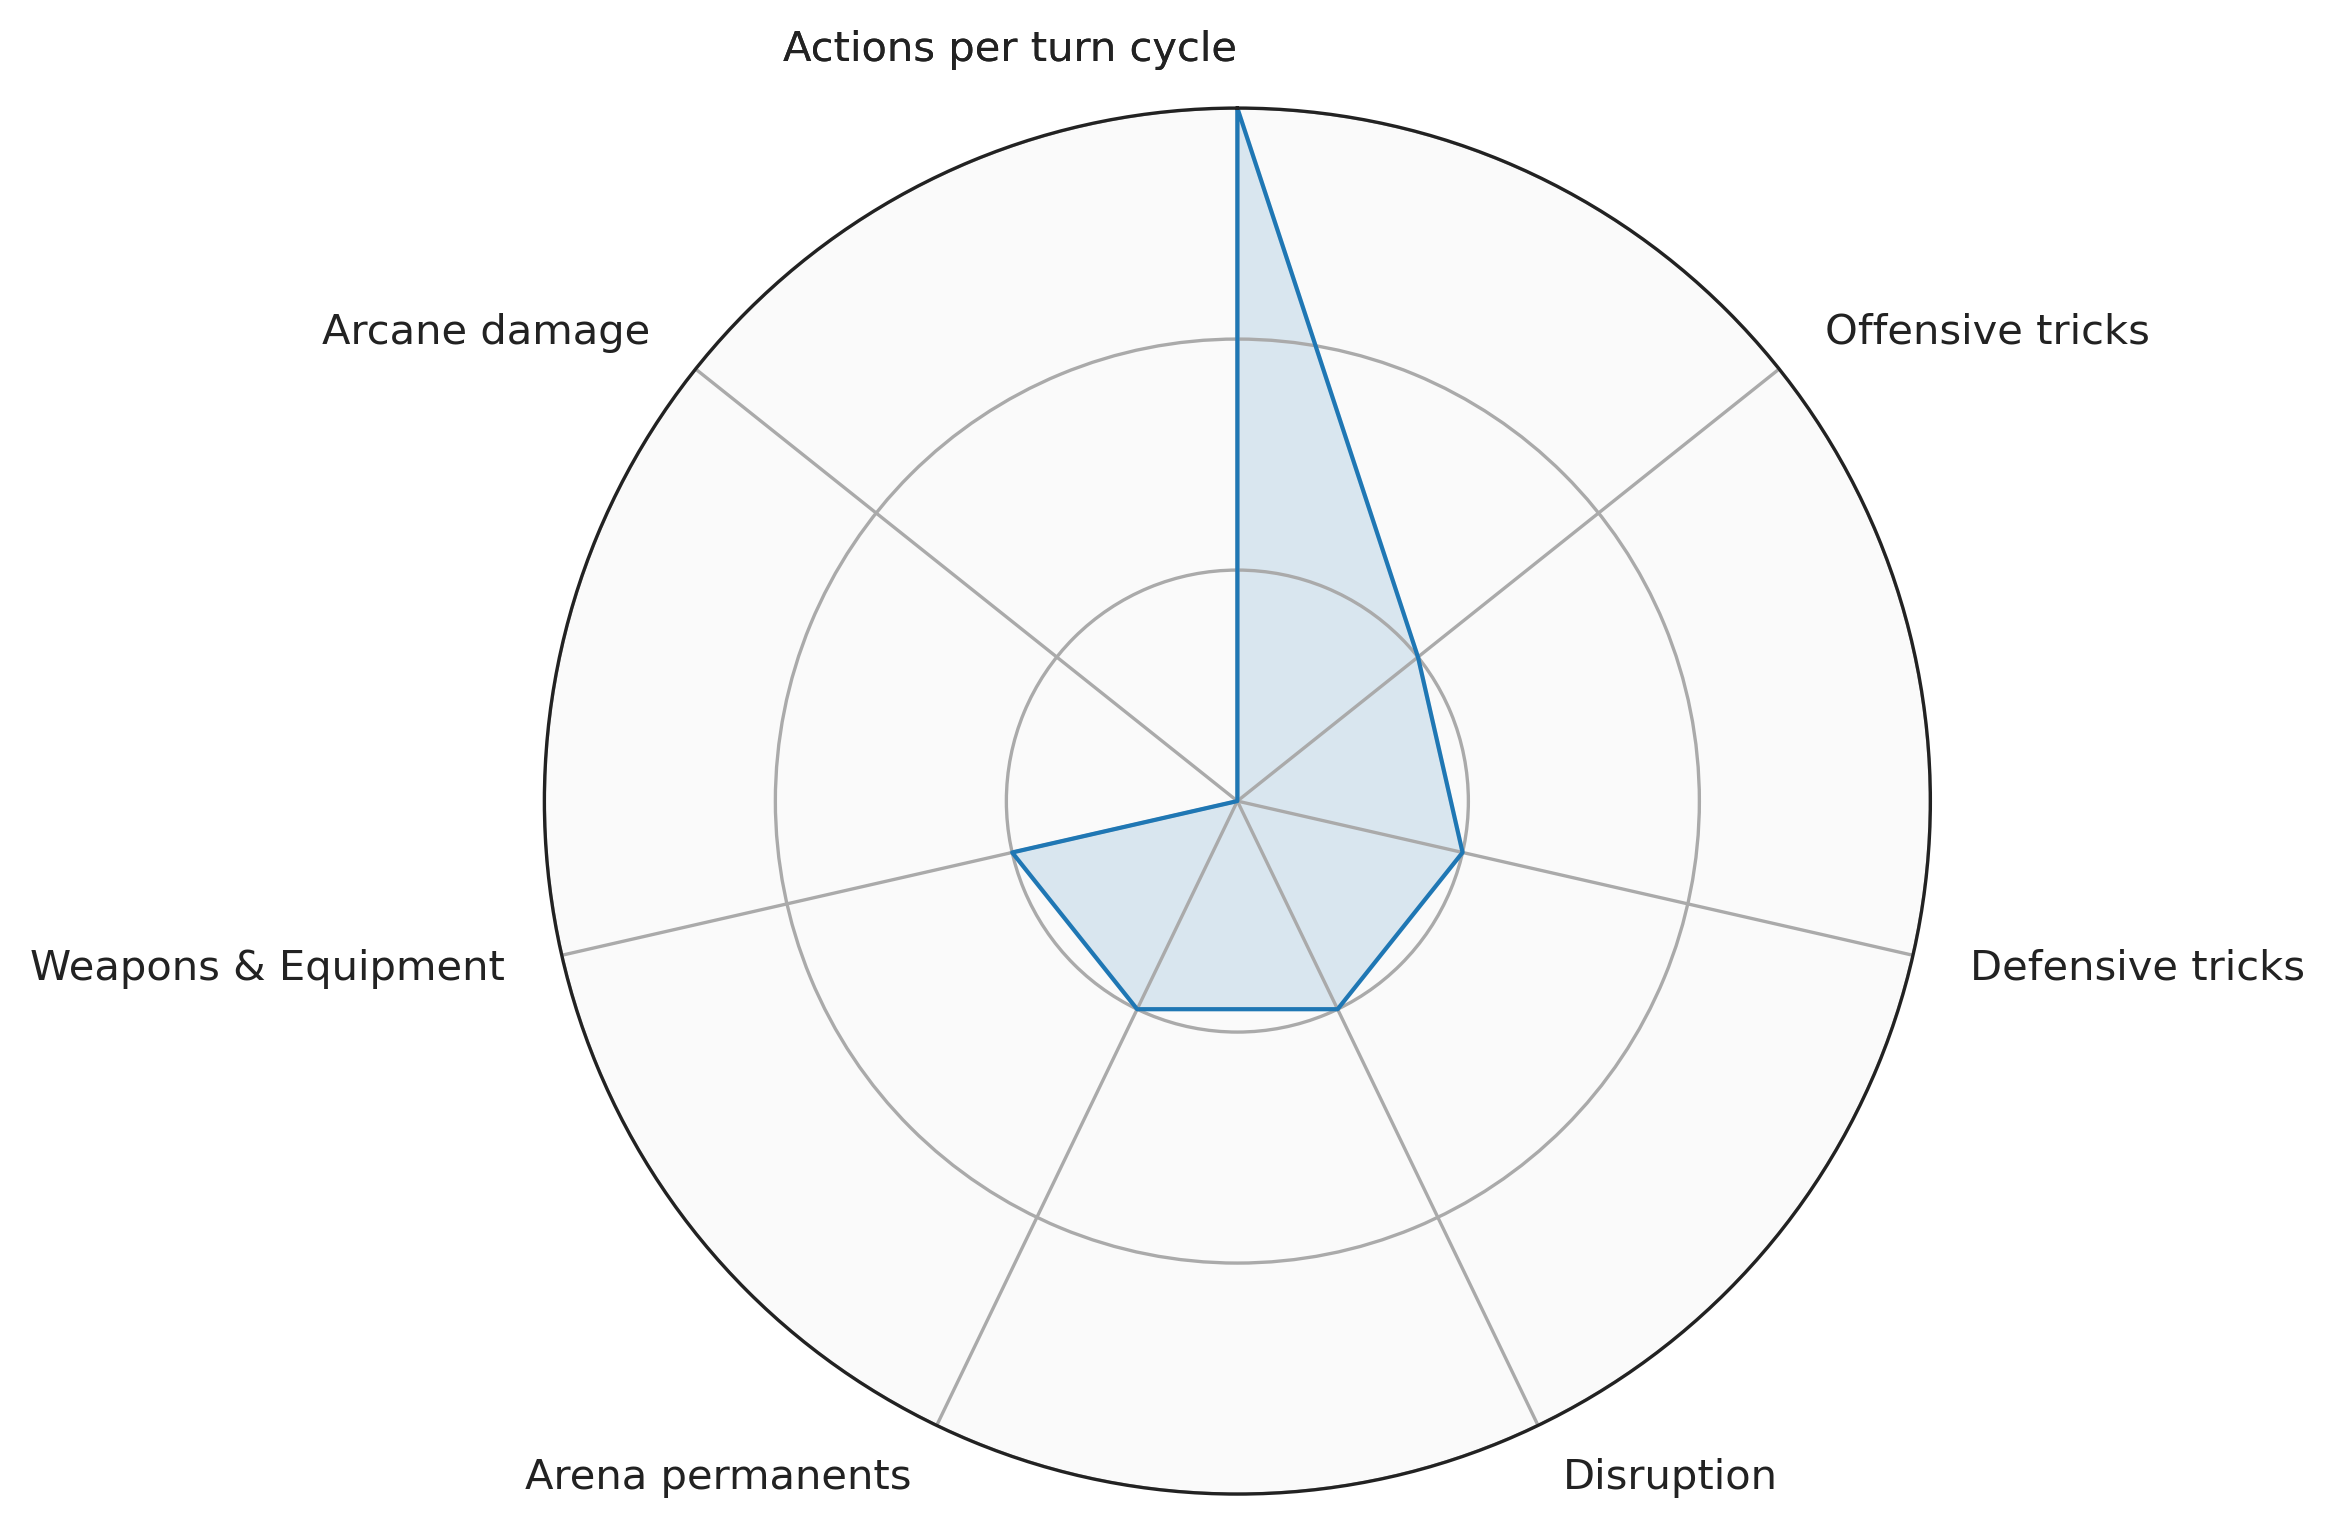 Actions per turn cycle
Arcane damage
Offensive tricks
Weapons & Equipment
Defensive tricks
Arena permanents
Disruption